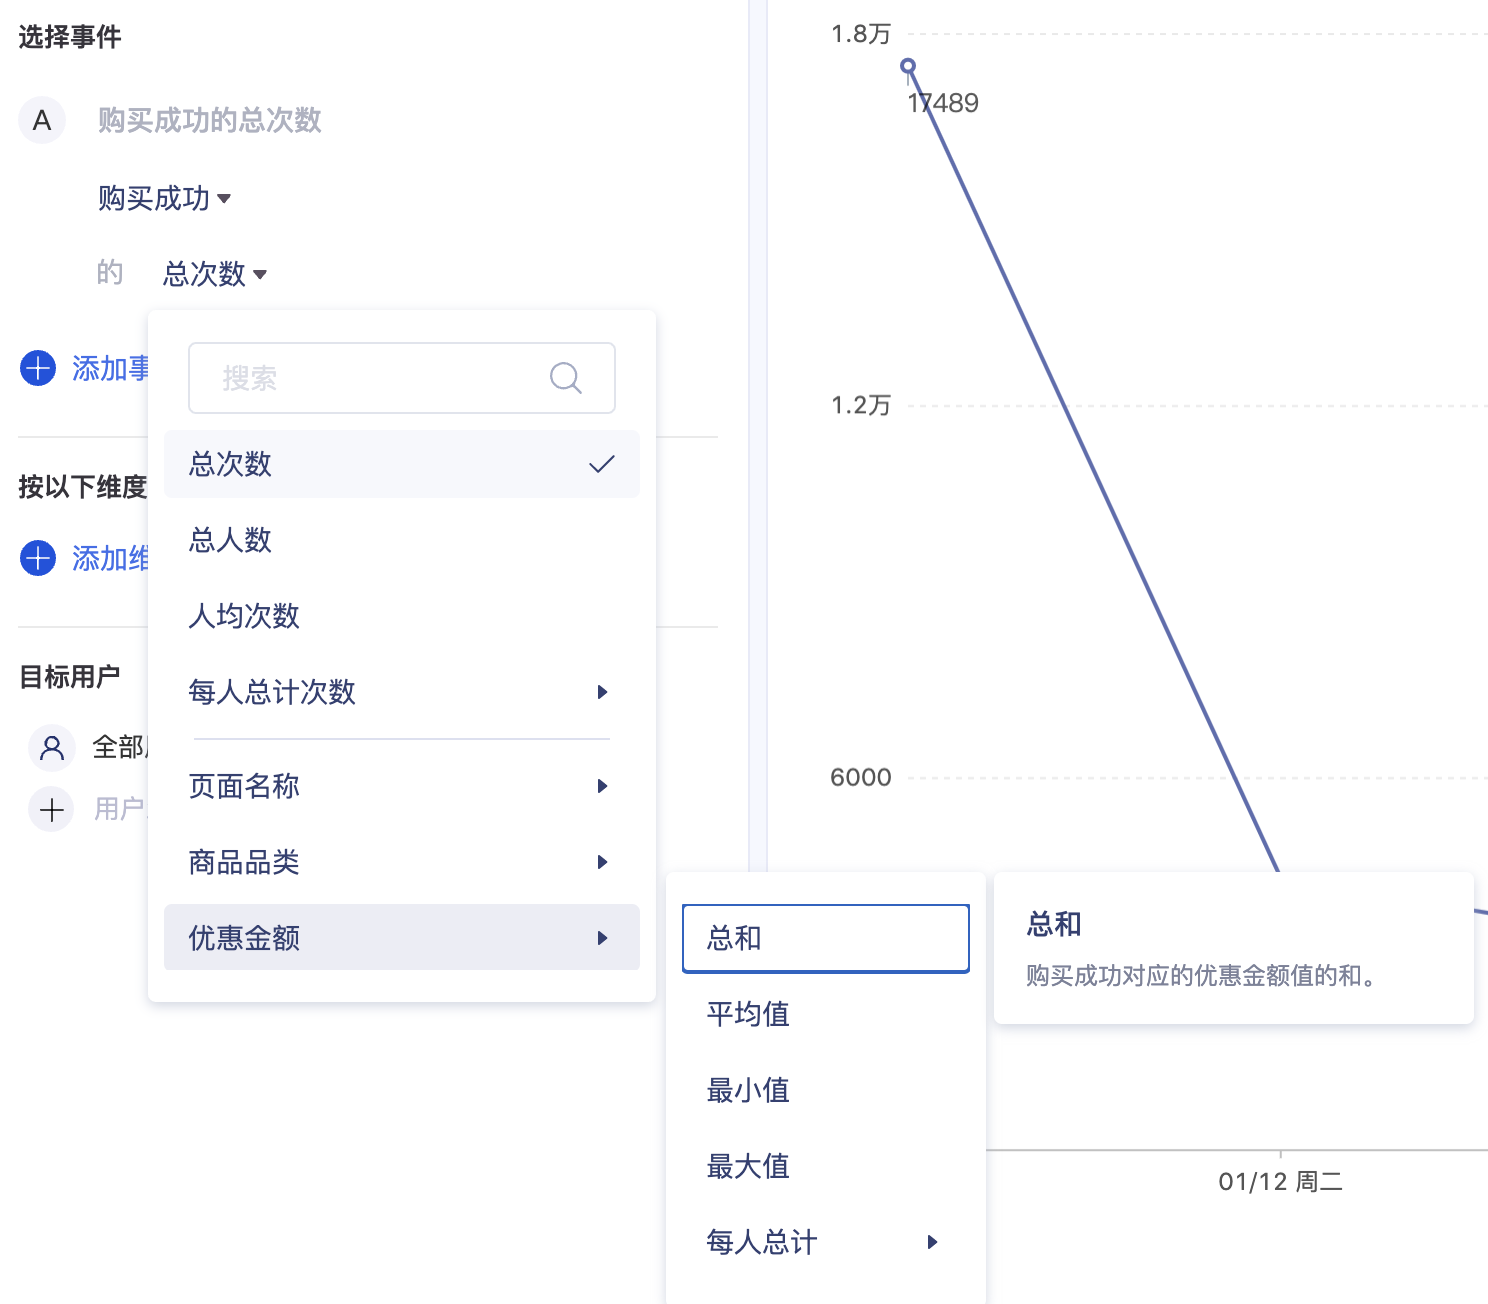 选择事件
A 购买成功的总次数
购买成功
的 总次数
搜索
添加事
总次数
按以下维度
总人数
添加维
人均次数
目标用户
每人总计次数
全部
页面名称
用户
商品品类
优惠金额
总和
平均值
最小值
最大值
每人总计
总和
购买成功对应的优惠金额值的和。
1.8万
17489
1.2万
6000
01/12 周二